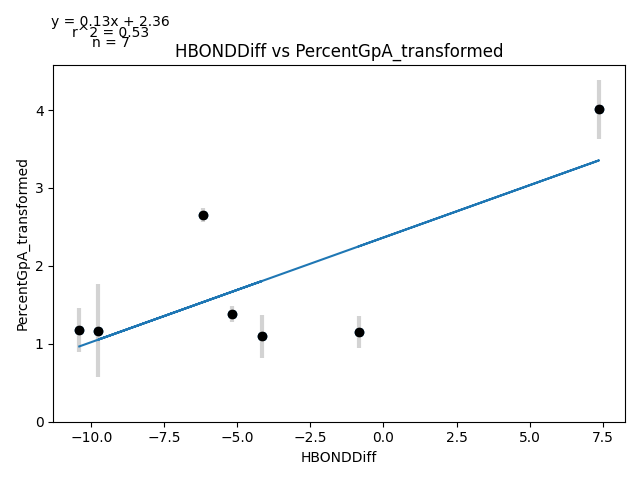 y = 0.13x + 2.36
r^2 = 0.53
n = 7
HBONDDiff vs PercentGpA_transformed
PercentGpA_transformed
4
3
2
1
0
−10.0 −7.5 −5.0 −2.5 0.0 2.5 5.0 7.5
HBONDDiff